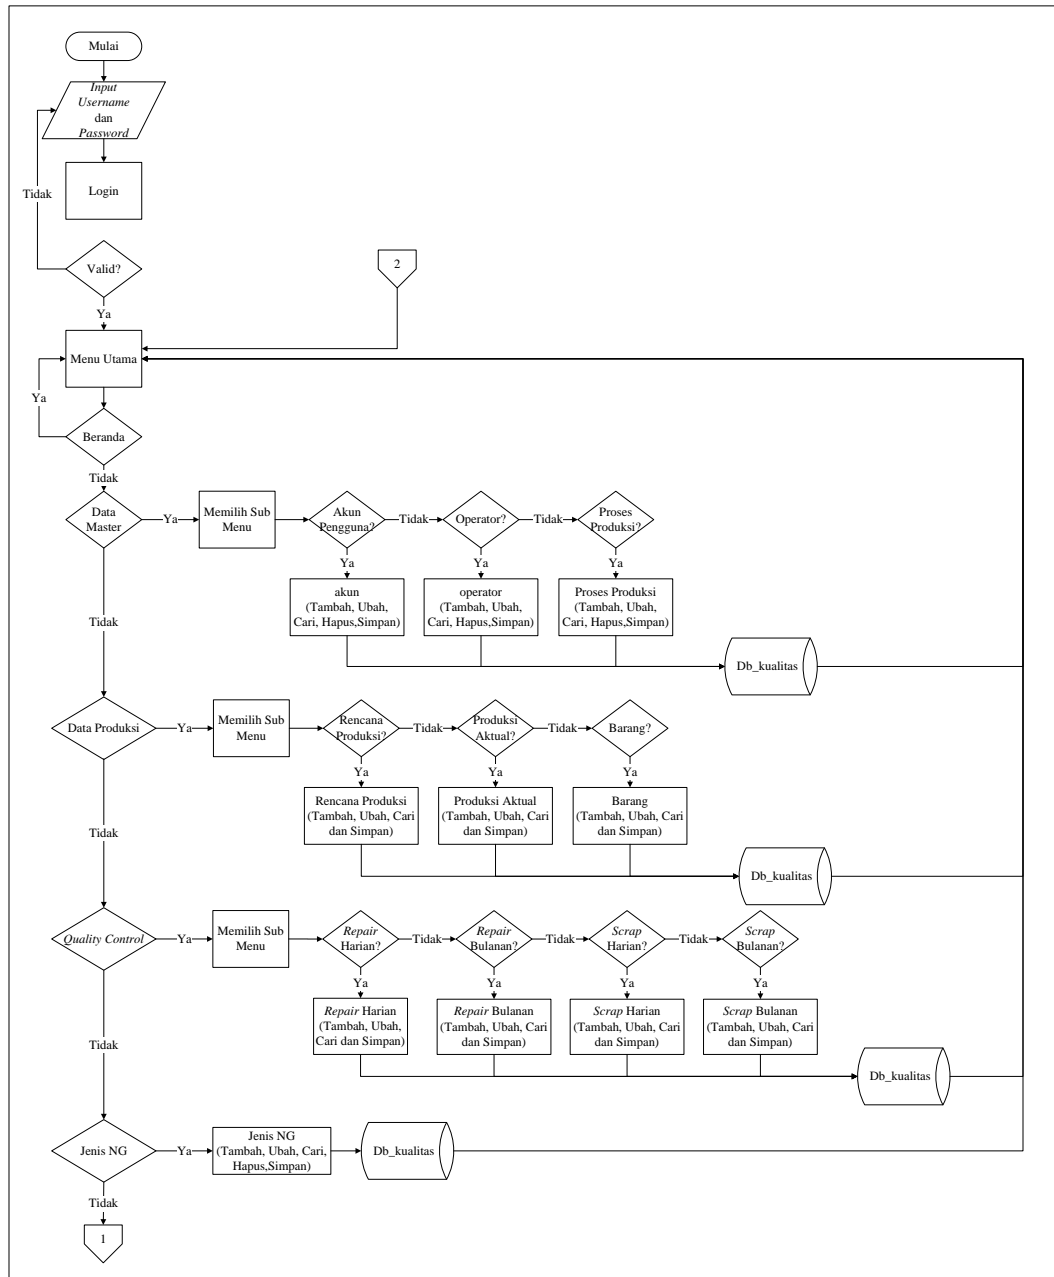 Mulai
Input
Username
dan
Password
Login
Tidak
Valid?
2
Ya
Menu Utama
Ya
Beranda
Tidak
Data
Master
Ya
Memilih Sub
Menu
Akun
Pengguna?
Tidak
Operator?
Tidak
Proses
Produksi?
Ya
Ya
Ya
akun
(Tambah, Ubah,
Cari, Hapus,Simpan)
operator
(Tambah, Ubah,
Cari, Hapus,Simpan)
Proses Produksi
(Tambah, Ubah,
Cari, Hapus,Simpan)
Tidak
Db_kualitas
Data Produksi
Ya
Memilih Sub
Menu
Rencana
Produksi?
Tidak
Produksi
Aktual?
Tidak
Barang?
Ya
Ya
Ya
Rencana Produksi
(Tambah, Ubah, Cari
dan Simpan)
Produksi Aktual
(Tambah, Ubah, Cari
dan Simpan)
Barang
(Tambah, Ubah, Cari
dan Simpan)
Tidak
Db_kualitas
Quality Control
Ya
Memilih Sub
Menu
Repair
Harian?
Tidak
Repair
Bulanan?
Tidak
Scrap
Harian?
Tidak
Scrap
Bulanan?
Ya
Ya
Ya
Ya
Repair Harian
(Tambah, Ubah,
Cari dan Simpan)
Repair Bulanan
(Tambah, Ubah, Cari
dan Simpan)
Scrap Harian
(Tambah, Ubah, Cari
dan Simpan)
Scrap Bulanan
(Tambah, Ubah, Cari
dan Simpan)
Tidak
Db_kualitas
Jenis NG
Ya
Jenis NG
(Tambah, Ubah, Cari,
Hapus,Simpan)
Db_kualitas
Tidak
1